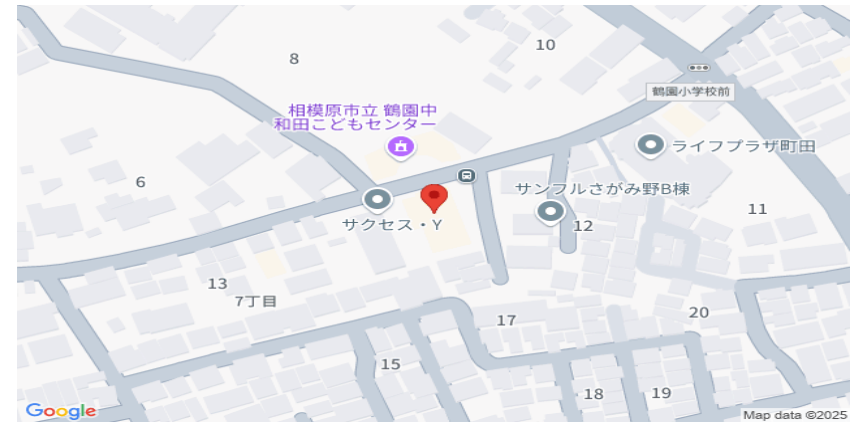 8
10
鶴園小学校前
相模原市立 鶴園中
和田こどもセンター
ライフプラザ町田
6
サンフルさがみ野B棟
サクセス・Y
12
11
13
7丁目
17
20
15
18
19
Google
Map data ©2025